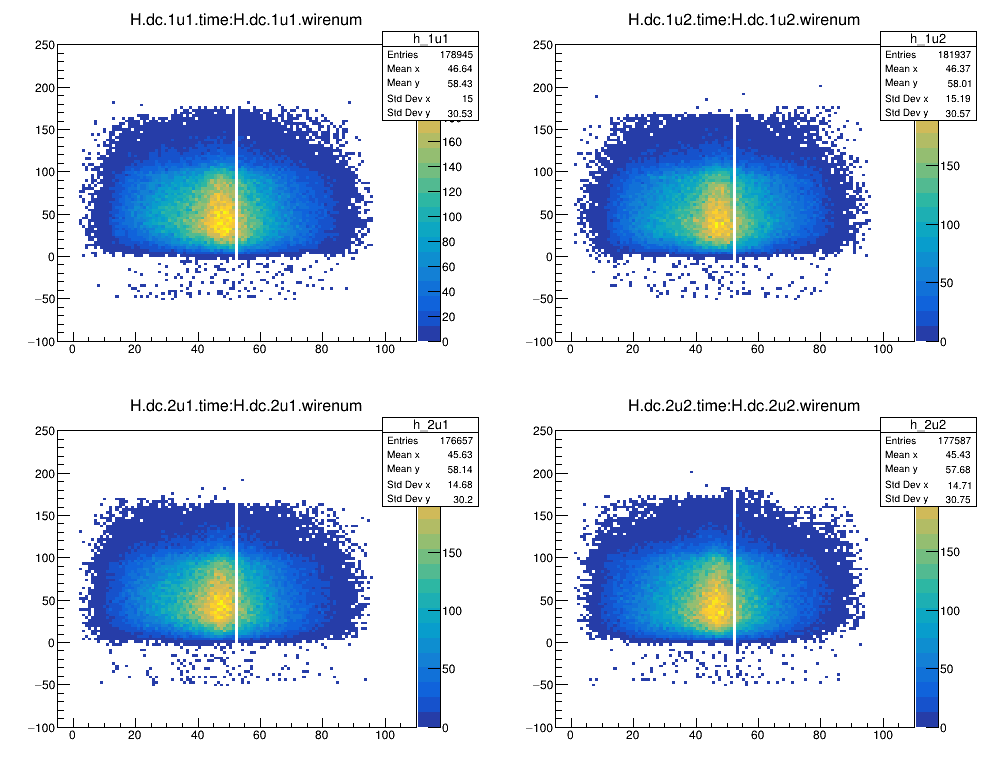 H.dc.1u1.time:H.dc.1u1.wirenum
h_1u1
Entries 178945
Mean x 46.64
Mean y 58.43
Std Dev x 15
Std Dev y 30.53
250
200
150
100
50
0
−50
−100
0 20 40 60 80 100
160
140
120
100
80
60
40
20
0
H.dc.1u2.time:H.dc.1u2.wirenum
h_1u2
Entries 181937
Mean x 46.37
Mean y 58.01
Std Dev x 15.19
Std Dev y 30.57
250
200
150
100
50
0
−50
−100
0 20 40 60 80 100
150
100
50
0
H.dc.2u1.time:H.dc.2u1.wirenum
h_2u1
Entries 176657
Mean x 45.63
Mean y 58.14
Std Dev x 14.68
Std Dev y 30.2
250
200
150
100
50
0
−50
−100
0 20 40 60 80 100
150
100
50
0
H.dc.2u2.time:H.dc.2u2.wirenum
h_2u2
Entries 177587
Mean x 45.43
Mean y 57.68
Std Dev x 14.71
Std Dev y 30.75
250
200
150
100
50
0
−50
−100
0 20 40 60 80 100
150
100
50
0